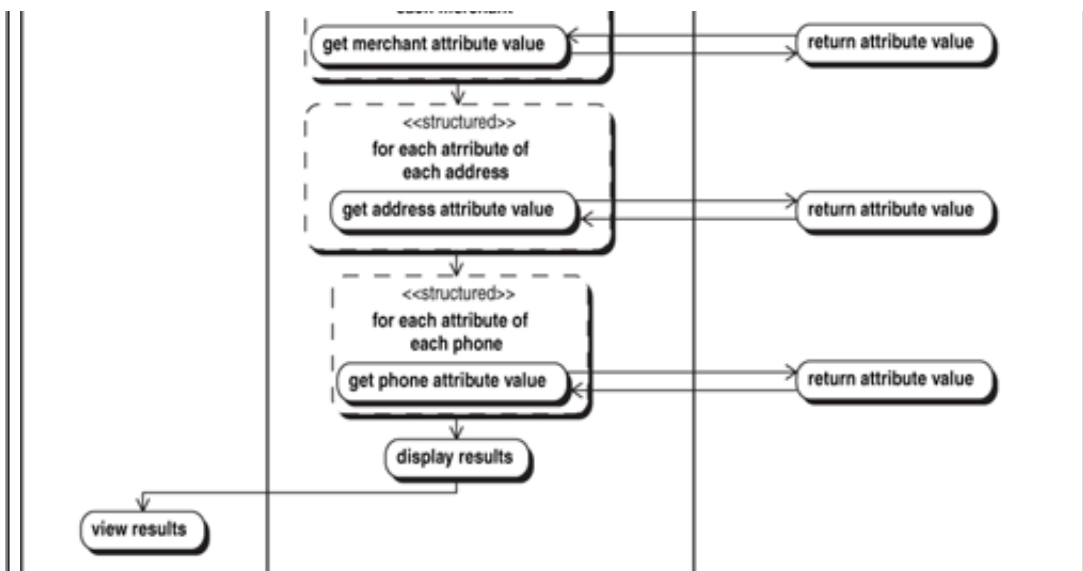 get merchant attribute value
return attribute value
<<structured>>
for each atrribute of
each address
get address attribute value
return attribute value
<<structured>>
for each attribute of
each phone
get phone attribute value
return attribute value
display results
view results